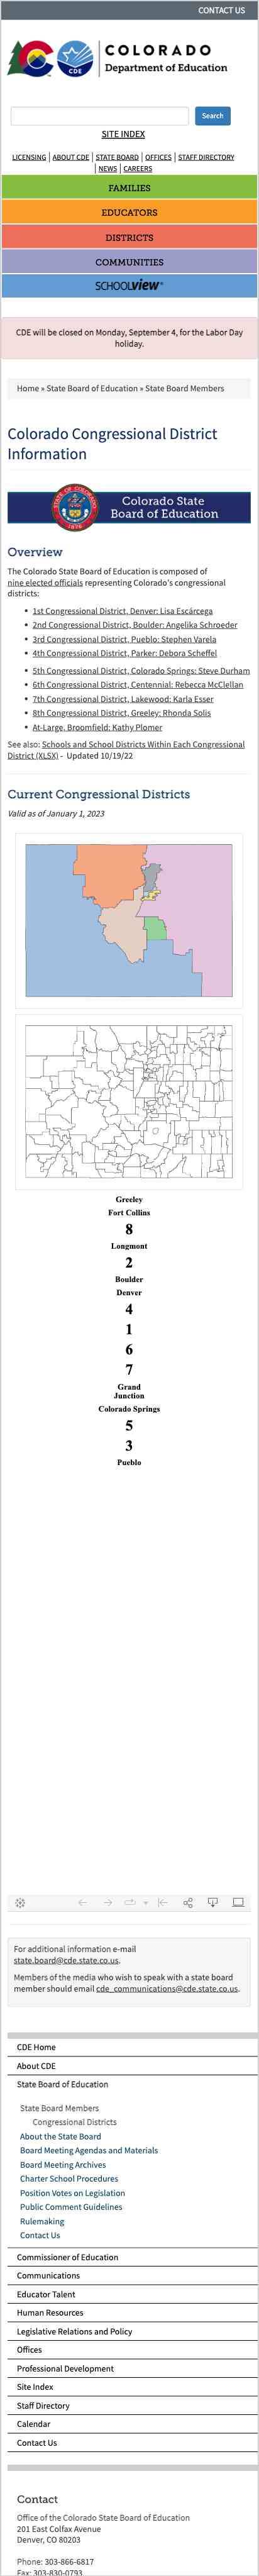 CONTACT US
COLORADO
Department of Education
CDE
Search
SITE INDEX
LICENSING | ABOUT CDE | STATE BOARD | OFFICES | STAFF DIRECTORY
| NEWS | CAREERS
FAMILIES
EDUCATORS
DISTRICTS
COMMUNITIES
SCHOOLVIEW®
CDE will be closed on Monday, September 4, for the Labor Day
holiday.
Home » State Board of Education » State Board Members
Colorado Congressional District
Information
Colorado State
Board of Education
Overview
The Colorado State Board of Education is composed of
nine elected officials representing Colorado's congressional
districts:
• 1st Congressional District, Denver: Lisa Escárcega
• 2nd Congressional District, Boulder: Angelika Schroeder
• 3rd Congressional District, Pueblo: Stephen Varela
• 4th Congressional District, Parker: Debora Scheffel
• 5th Congressional District, Colorado Springs: Steve Durham
• 6th Congressional District, Centennial: Rebecca McClellan
• 7th Congressional District, Lakewood: Karla Esser
• 8th Congressional District, Greeley: Rhonda Solis
• At-Large, Broomfield: Kathy Plomer
See also: Schools and School Districts Within Each Congressional
District (XLSX) - Updated 10/19/22
Current Congressional Districts
Valid as of January 1, 2023
Greeley
Fort Collins
8
Longmont
2
Boulder
Denver
4
1
6
7
Grand
Junction
Colorado Springs
5
3
Pueblo
For additional information e-mail
state.board@cde.state.co.us.
Members of the media who wish to speak with a state board
member should email cde_communications@cde.state.co.us.
CDE Home
About CDE
State Board of Education
State Board Members
Congressional Districts
About the State Board
Board Meeting Agendas and Materials
Board Meeting Archives
Charter School Procedures
Position Votes on Legislation
Public Comment Guidelines
Rulemaking
Contact Us
Commissioner of Education
Communications
Educator Talent
Human Resources
Legislative Relations and Policy
Offices
Professional Development
Site Index
Staff Directory
Calendar
Contact Us
Contact
Office of the Colorado State Board of Education
201 East Colfax Avenue
Denver, CO 80203
Phone: 303-866-6817
Fax: 303-830-0793